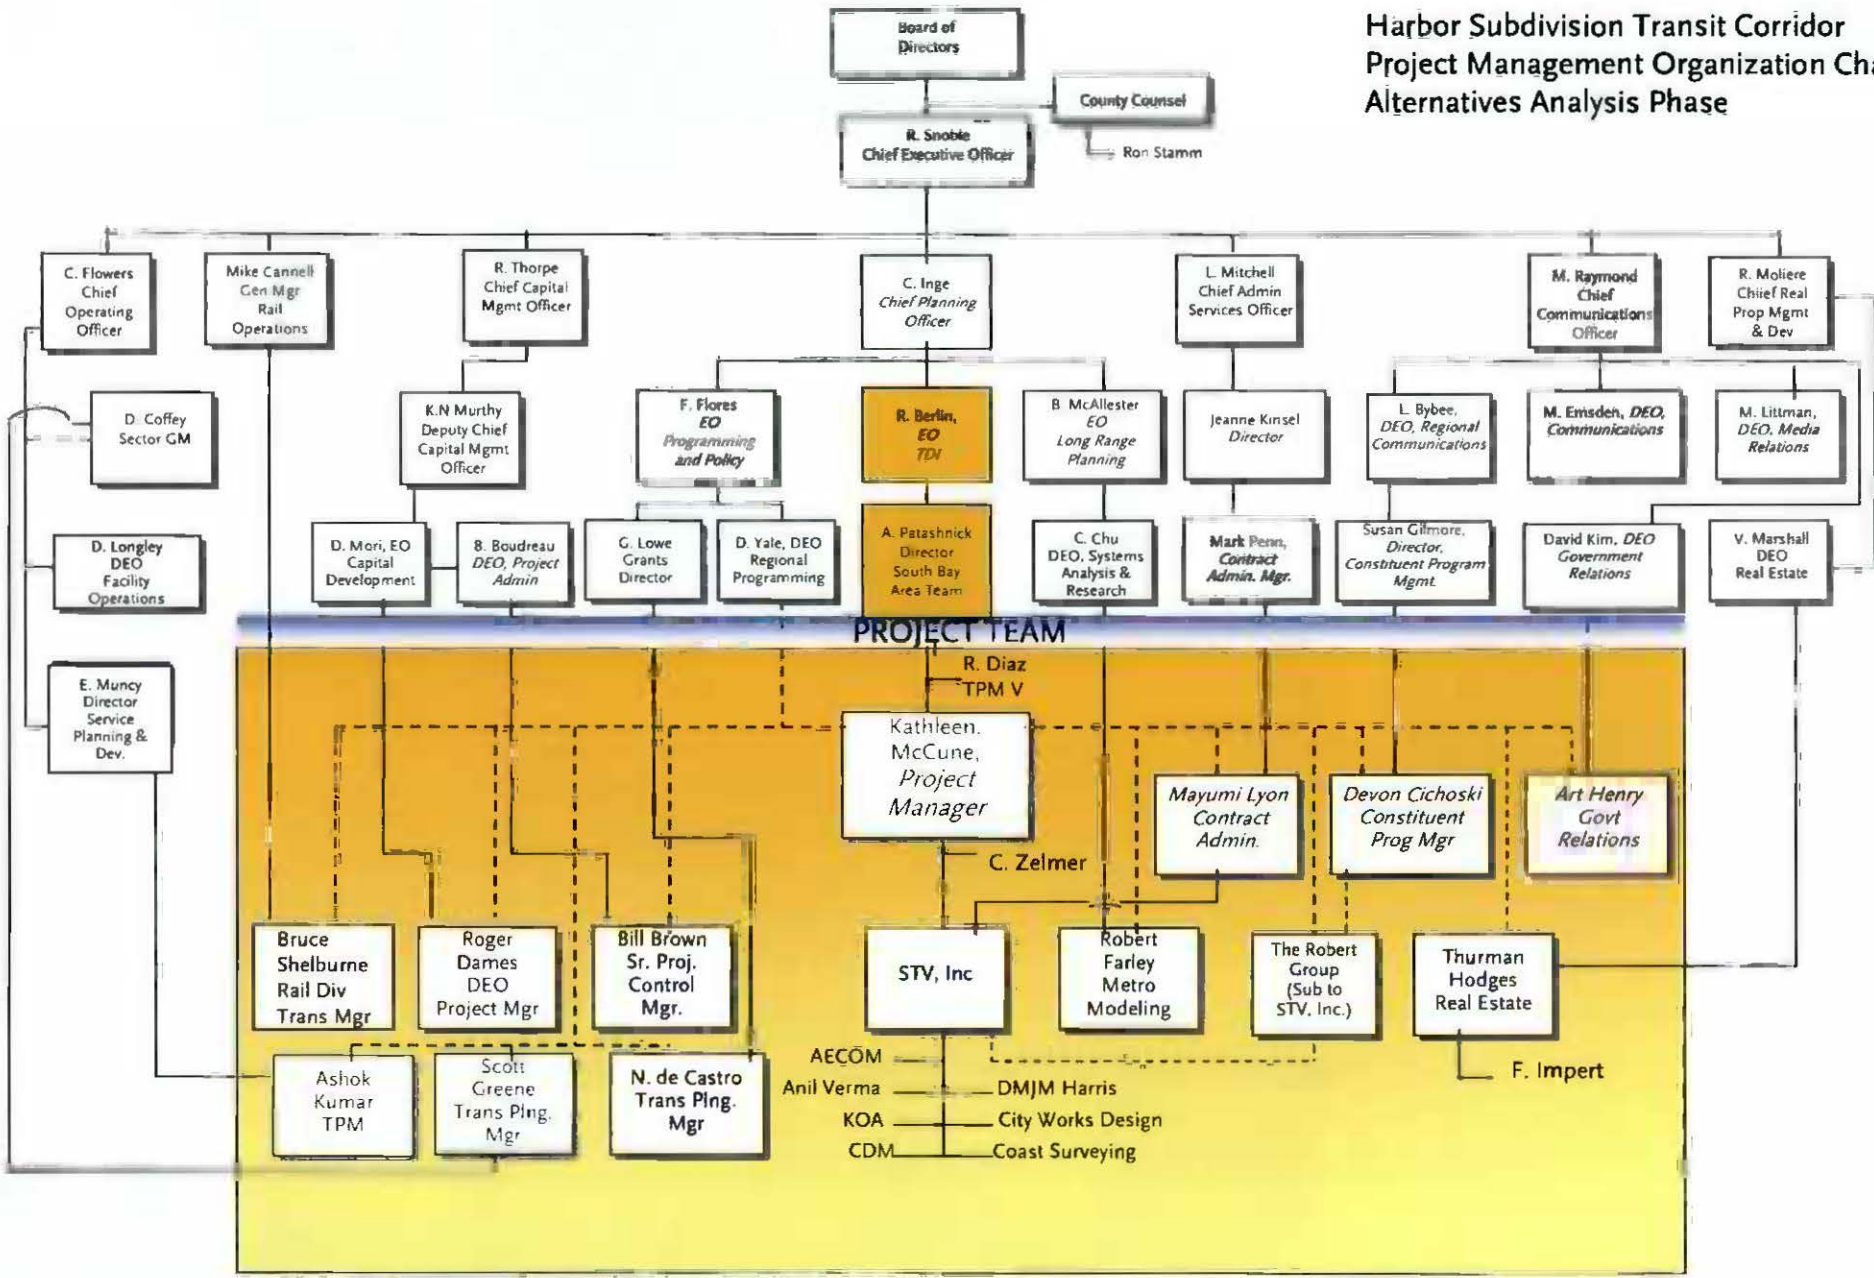 Harbor Subdivision Transit Corridor
Project Management Organization Cha
Alternatives Analysis Phase
Board of
Directors
County Counsel
Ron Stamm
R. Snoble
Chief Executive Officer
C. Flowers
Chief
Operating
Officer
Mike Cannell
Gen Mgr
Rail
Operations
R. Thorpe
Chief Capital
Mgmt Officer
C. Inge
Chief Planning
Officer
L. Mitchell
Chief Admin
Services Officer
M. Raymond
Chief
Communications
Officer
R. Moliere
Chiief Real
Prop Mgmt
& Dev
D. Coffey
Sector GM
K.N Murthy
Deputy Chief
Capital Mgmt
Officer
F. Flores
EO
Programming
and Policy
R. Berlin,
EO
TDI
B McAllester
EO
Long Range
Planning
Jeanne Kinsel
Director
L. Bybee,
DEO, Regional
Communications
M. Emsden, DEO,
Communications
M. Littman,
DEO, Media
Relations
D. Longley
DEO
Facility
Operations
D. Mori, EO
Capital
Development
B. Boudreau
DEO, Project
Admin
G. Lowe
Grants
Director
D. Yale, DEO
Regional
Programming
A. Patashnick
Director
South Bay
Area Team
C. Chu
DEO, Systems
Analysis &
Research
Mark Penn,
Contract
Admin. Mgr.
Susan Gilmore,
Director,
Constituent Program
Mgmt.
David Kim, DEO
Government
Relations
V. Marshall
DEO
Real Estate
PROJECT TEAM
E. Muncy
Director
Service
Planning &
Dev.
R. Diaz
TPM V
Kathleen.
McCune,
Project
Manager
C. Zelmer
Mayumi Lyon
Contract
Admin.
Devon Cichoski
Constituent
Prog Mgr
Art Henry
Govt
Relations
Bruce
Shelburne
Rail Div
Trans Mgr
Roger
Dames
DEO
Project Mgr
Bill Brown
Sr. Proj.
Control
Mgr.
STV, Inc
Robert
Farley
Metro
Modeling
The Robert
Group
(Sub to
STV, Inc.)
Thurman
Hodges
Real Estate
F. Impert
Ashok
Kumar
TPM
Scott
Greene
Trans Plng.
Mgr
N. de Castro
Trans Plng.
Mgr
AECOM
Anil Verma
DMJM Harris
KOA
City Works Design
CDM
Coast Surveying